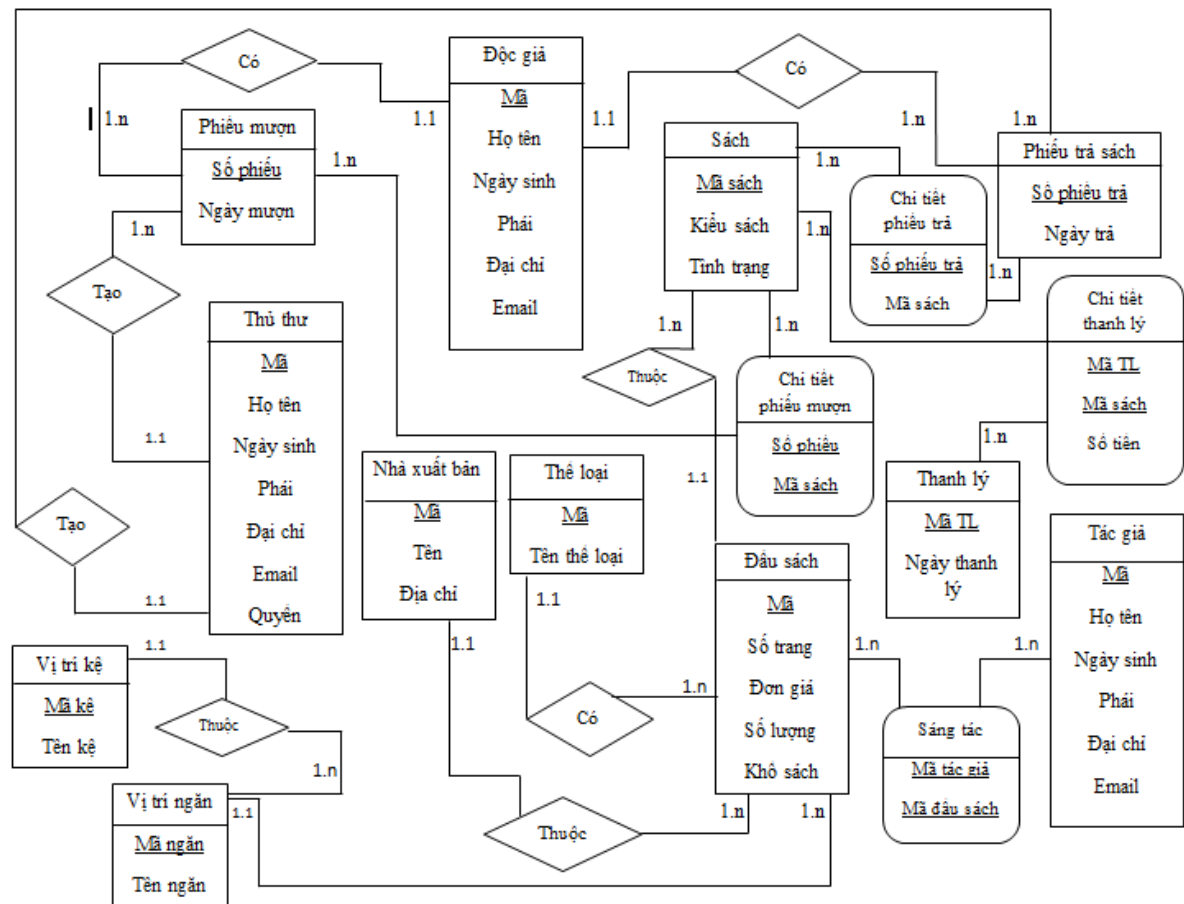 Có
1.n
1.1
Phiếu mượn
Số phiếu
Ngày mượn
1.n
1.n
Độc giả
Mã
Họ tên
Ngày sinh
Phái
Đại chỉ
Email
Có
1.1
1.n
1.n
Sách
Mã sách
Kiểu sách
Tình trạng
1.n
1.n
Phiếu trả sách
Số phiếu trả
Ngày trả
Chi tiết
phiếu trả
Số phiếu trả
Mã sách
1.n
Tạo
1.1
Thủ thư
Mã
Họ tên
Ngày sinh
Phái
Đại chỉ
Email
Quyền
1.n
1.n
Thuộc
1.1
Chi tiết
phiếu mượn
Số phiếu
Mã sách
Chi tiết
thanh lý
Mã TL
Mã sách
Số tiền
1.n
Thanh lý
Mã TL
Ngày thanh
lý
Nhà xuất bản
Mã
Tên
Địa chỉ
1.1
Thể loại
Mã
Tên thể loại
1.1
Tạo
1.1
Đầu sách
Mã
Số trang
Đơn giá
Số lượng
Khô sách
1.n
1.n
Tác giả
Mã
Họ tên
Ngày sinh
Phái
Đại chỉ
Email
Sáng tác
Mã tác giả
Mã đầu sách
1.n
Có
1.1
Vị trí kệ
Mã kệ
Tên kệ
Thuộc
1.n
Vị trí ngăn
Mã ngăn
Tên ngăn
1.1
Thuộc
1.n
1.n